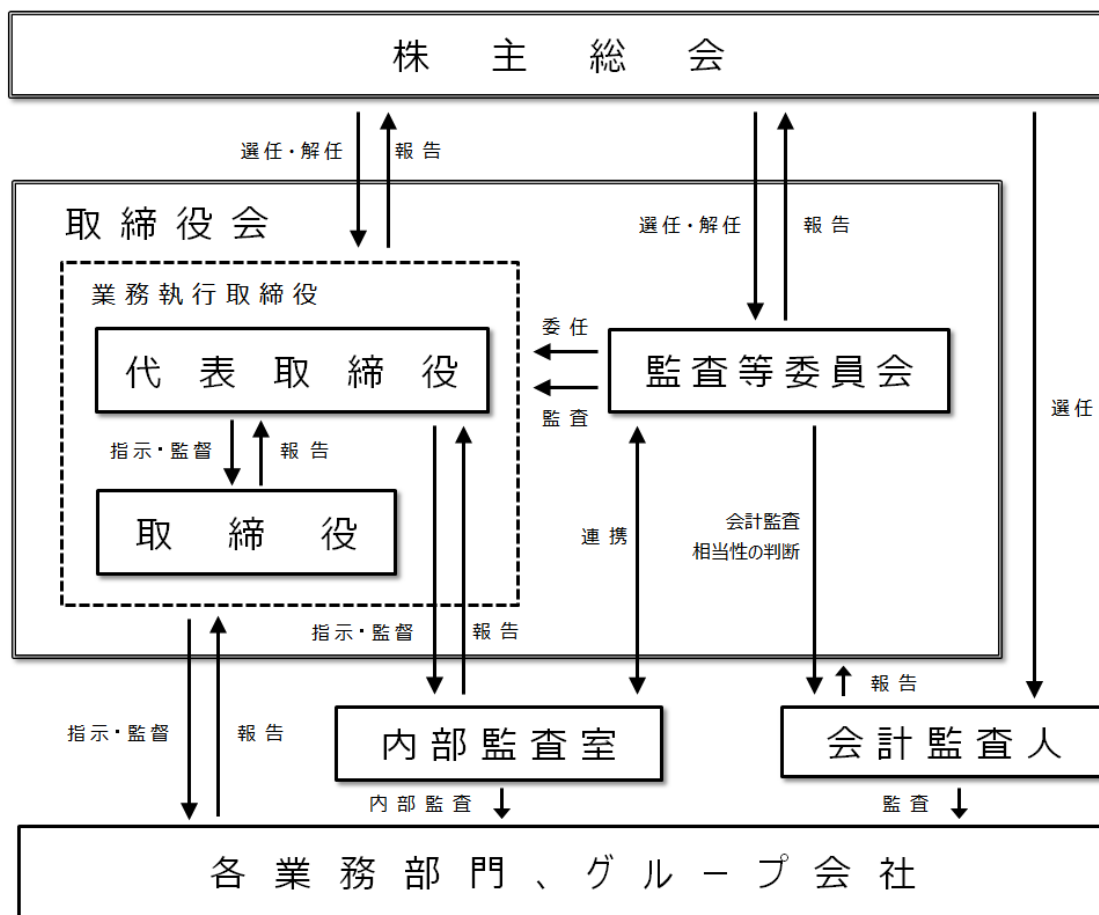 株主総会
選任・解任
報告
取締役会
選任・解任
報告
業務執行取締役
代表取締役
委任
監査
監査等委員会
選任
指示・監督
報告
取締役
連携
会計監査
相当性の判断
指示・監督
報告
報告
指示・監督
報告
内部監査室
会計監査人
内部監査
監査
各業務部門、グループ会社